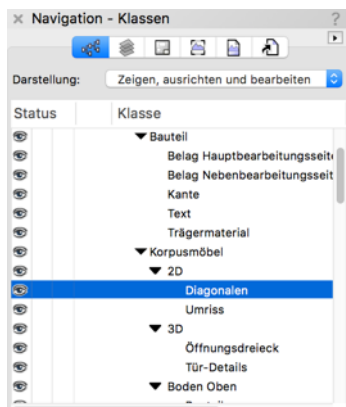 Navigation - Klassen ?
Darstellung: Zeigen, ausrichten und bearbeiten
Status Klasse
Bauteil
Belag Hauptbearbeitungsseite
Belag Nebenbearbeitungsseit
Kante
Text
Trägermaterial
Korpusmöbel
2D
Diagonalen
Umriss
3D
Öffnungsdreieck
Tür-Details
Boden Oben